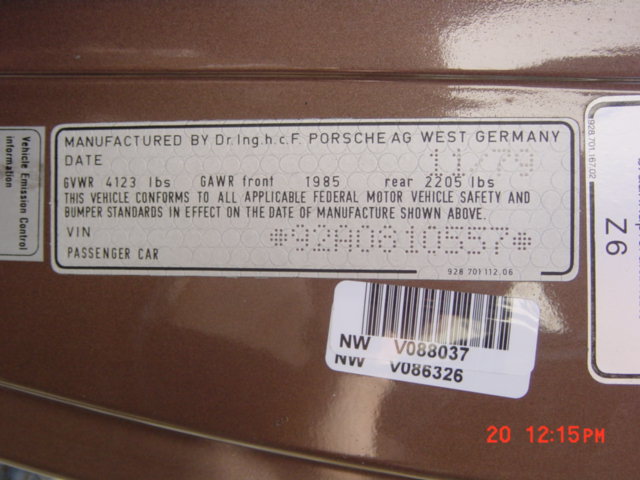 Vehicle Emission Control
information
MANUFACTURED BY Dr.Ing.h.c.F. PORSCHE AG WEST GERMANY
DATE 11/79
GVWR 4123 lbs GAWR front 1985 rear 2205 lbs
THIS VEHICLE CONFORMS TO ALL APPLICABLE FEDERAL MOTOR VEHICLE SAFETY AND
BUMPER STANDARDS IN EFFECT ON THE DATE OF MANUFACTURE SHOWN ABOVE.
VIN *92A0810557*
PASSENGER CAR
928 701 112.06
928.701.167.02
Z6
NW V088037
NW V086326
20 12:15PM